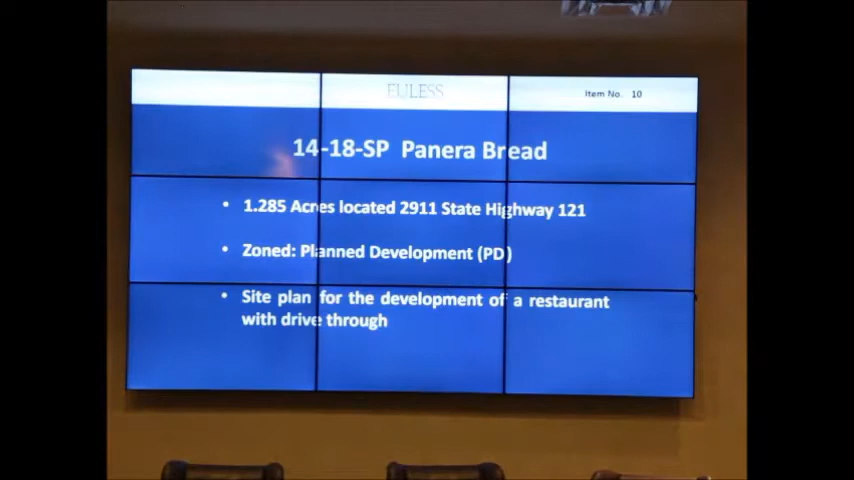 EULESS
Item No. 10
14-18-SP Panera Bread
• 1.285 Acres located 2911 State Highway 121
• Zoned: Planned Development (PD)
• Site plan for the development of a restaurant
with drive through